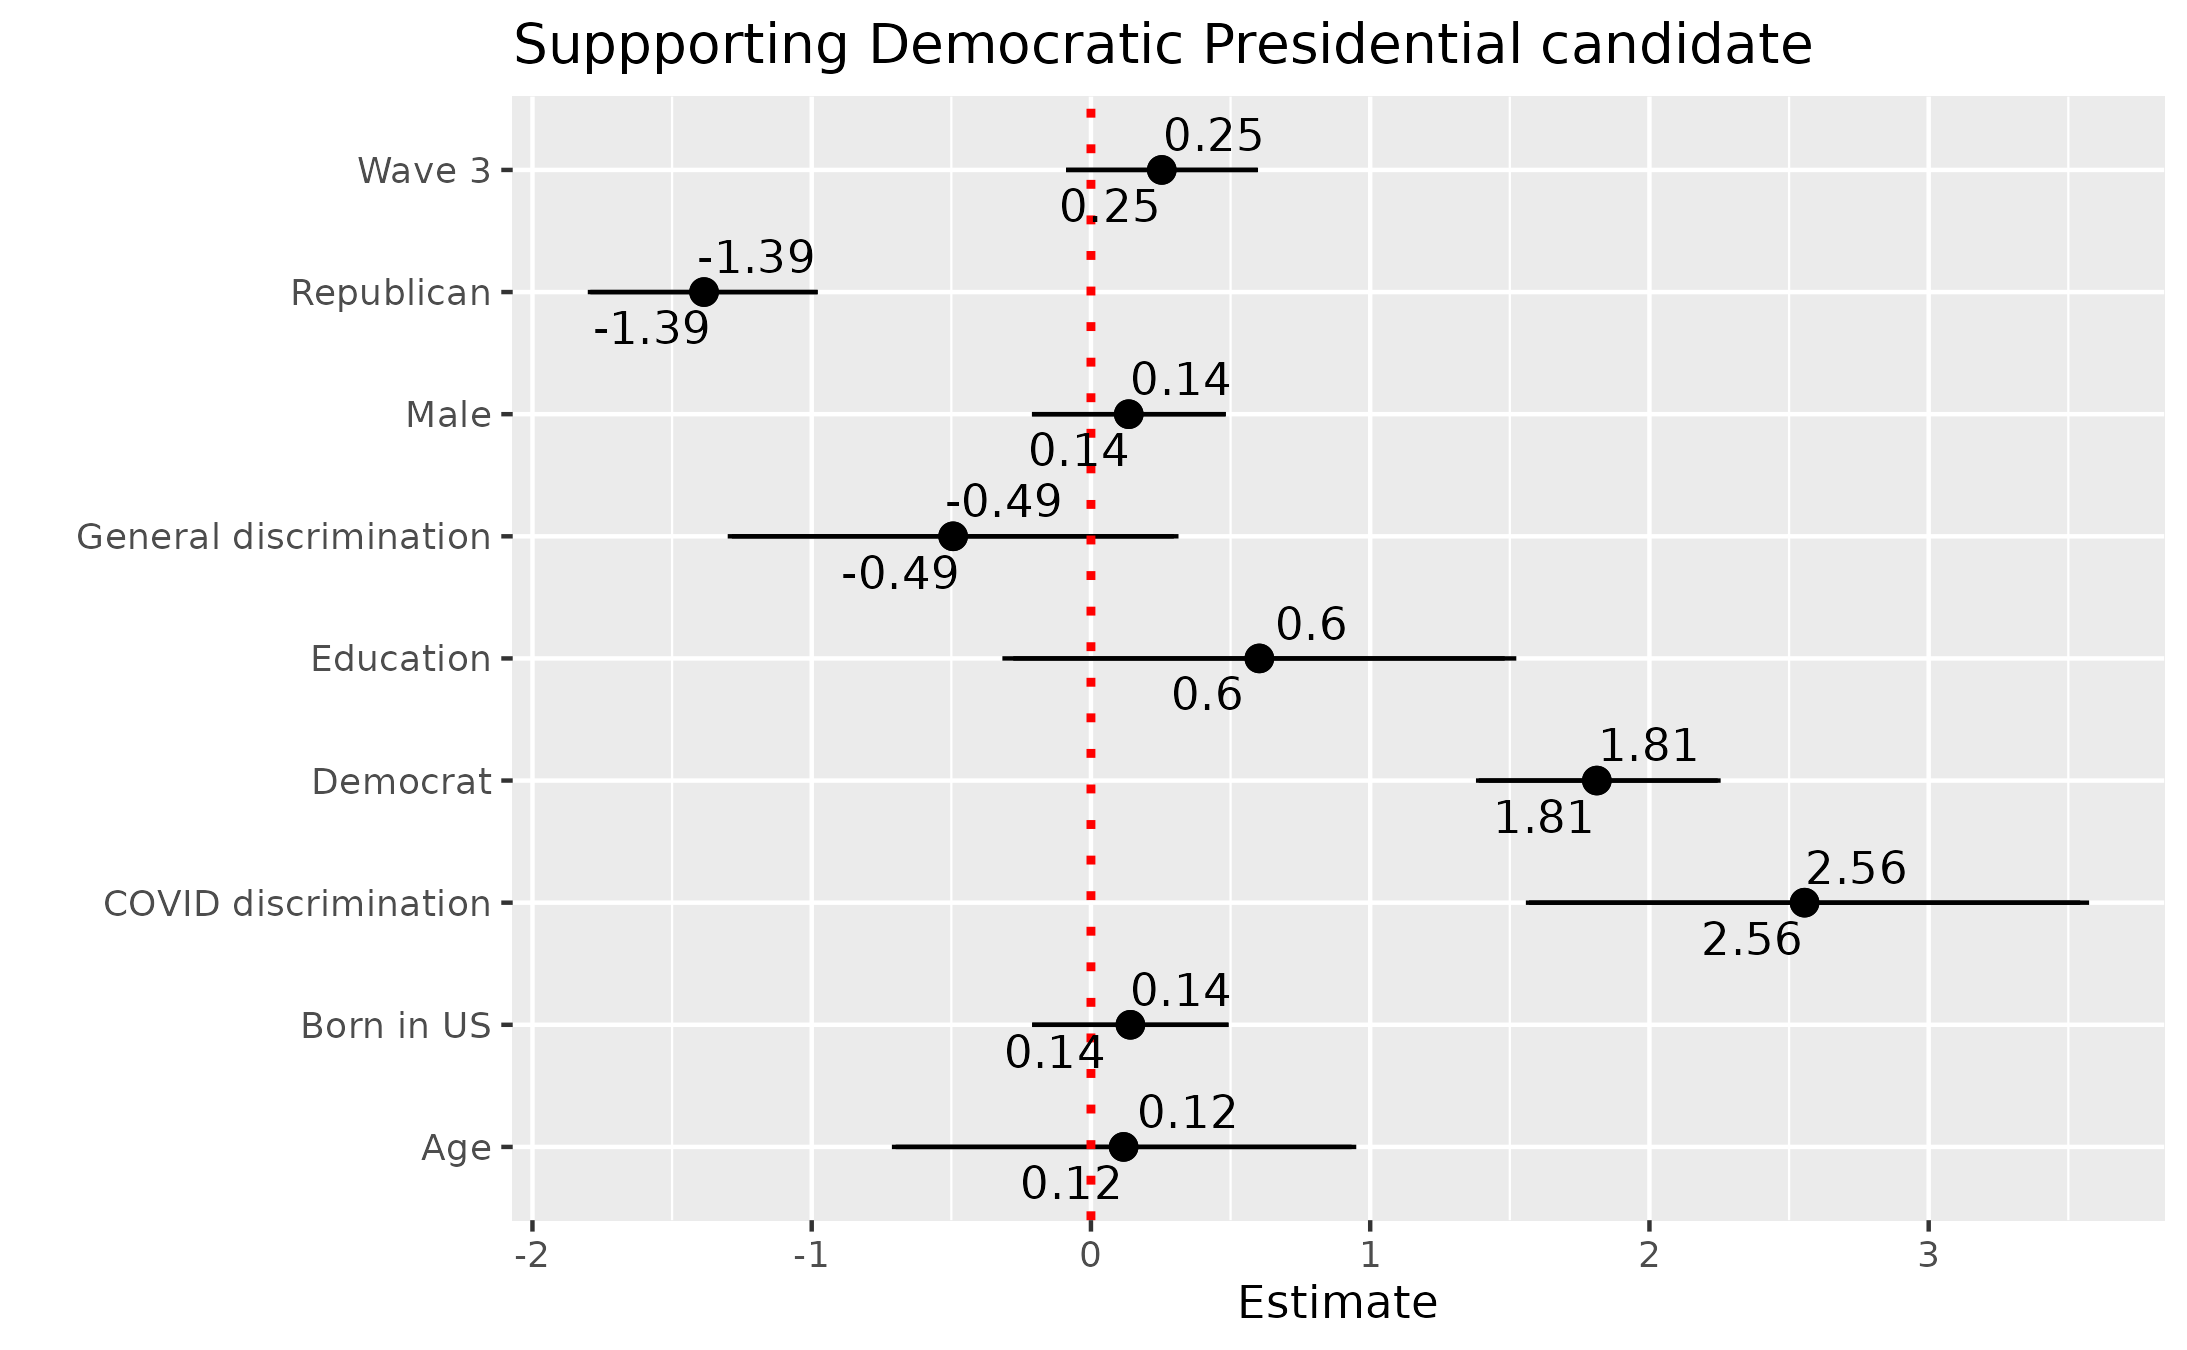 Suppporting Democratic Presidential candidate
Wave 3
0.25
0.25
Republican
-1.39
-1.39
Male
0.14
0.14
General discrimination
-0.49
-0.49
Education
0.6
0.6
Democrat
1.81
1.81
COVID discrimination
2.56
2.56
Born in US
0.14
0.14
Age
0.12
0.12
-2 -1 0 1 2 3
Estimate